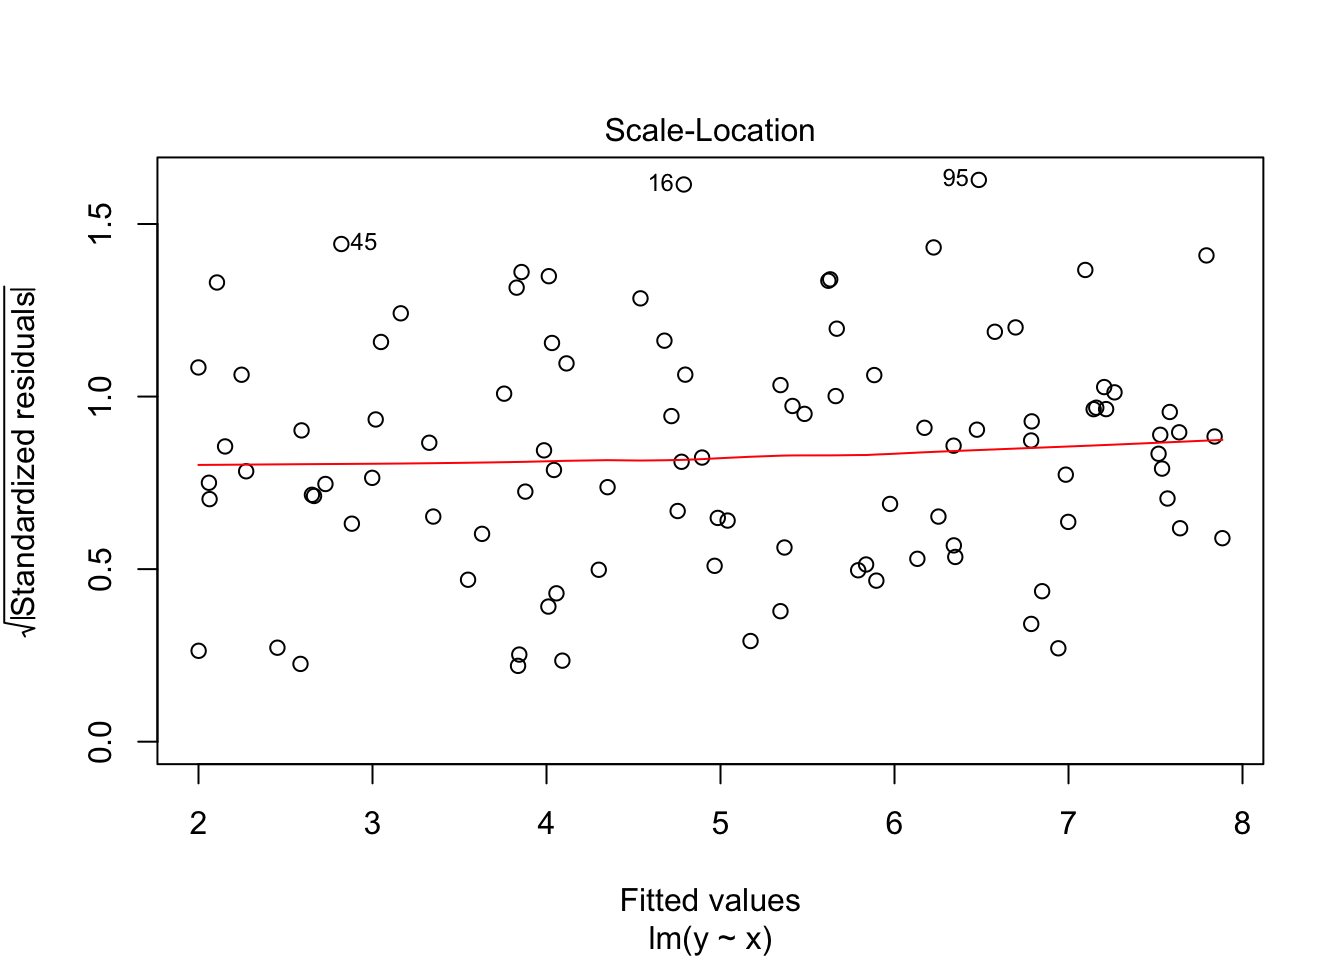 Scale-Location
16
95
45
√|Standardized residuals|
1.5
1.0
0.5
0.0
2 3 4 5 6 7 8
Fitted values
lm(y ~ x)